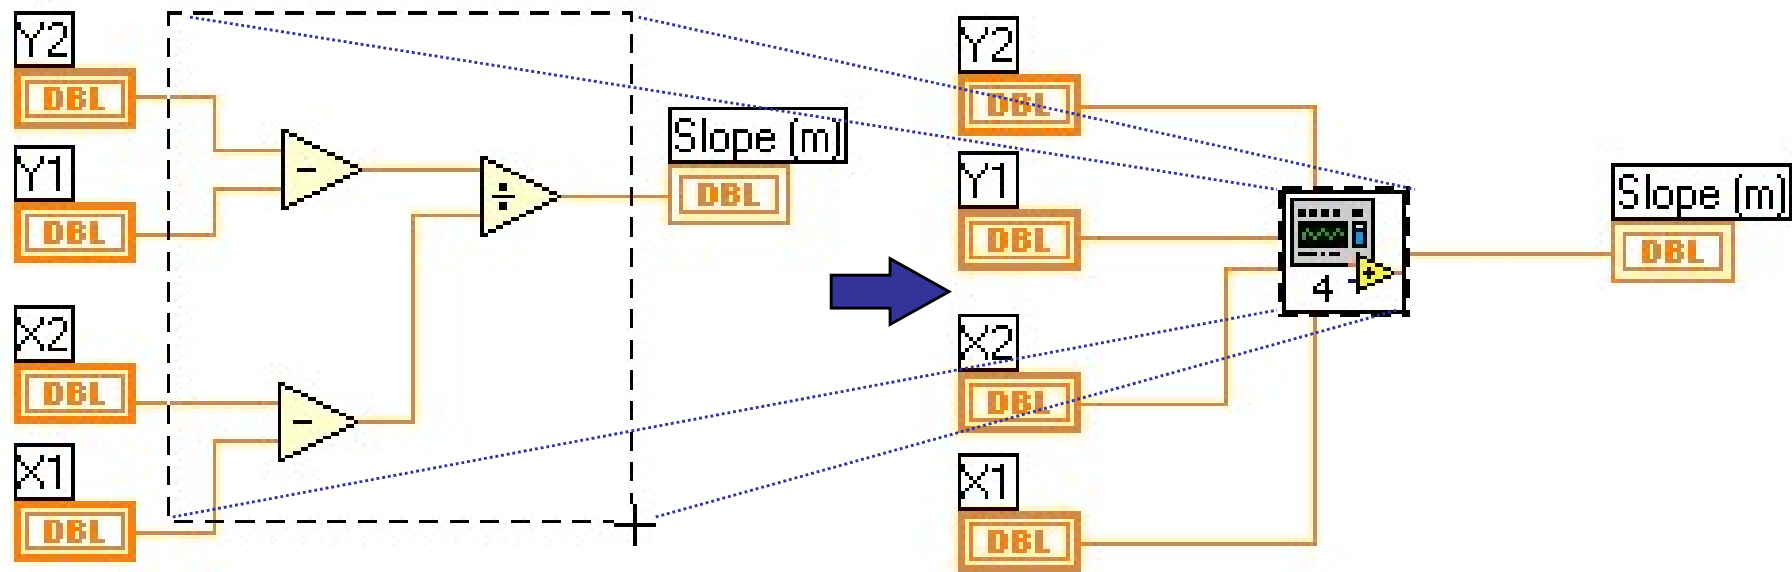 Y2
DBL
Y1
DBL
X2
DBL
X1
DBL
-
-
÷
Slope (m)
DBL
Y2
DBL
Y1
DBL
X2
DBL
X1
DBL
4
+
Slope (m)
DBL